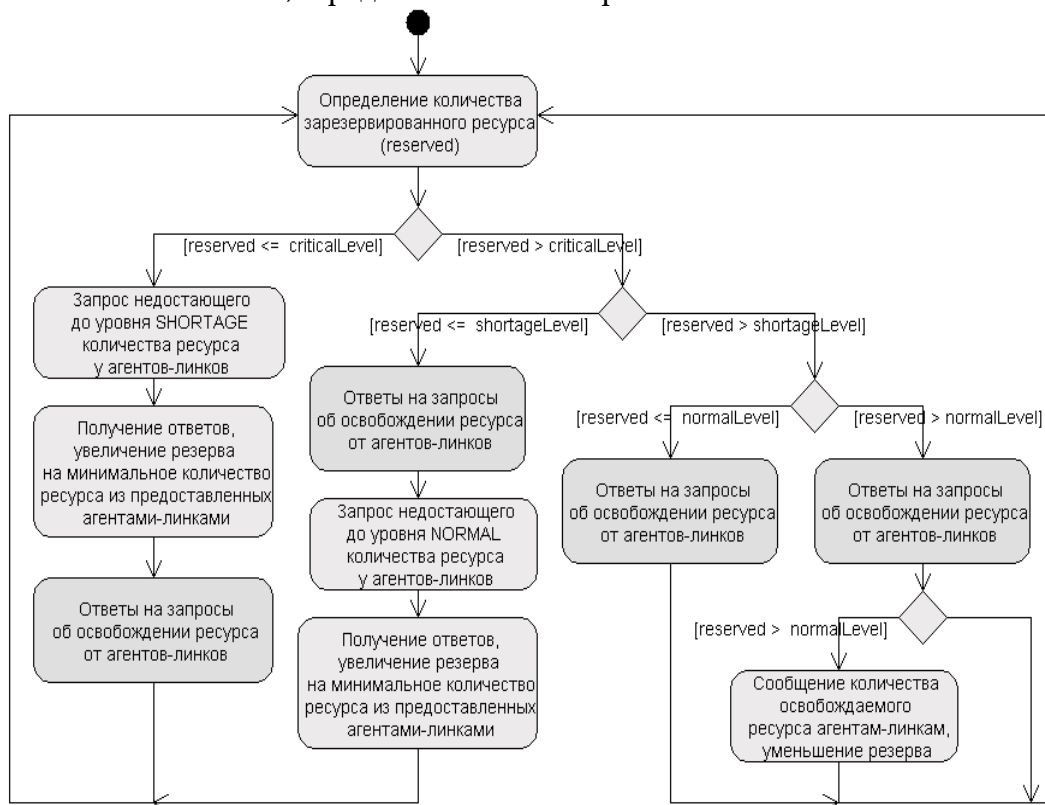 Определение количества
зарезервированного ресурса
(reserved)
[reserved <= criticalLevel]
[reserved > criticalLevel]
Запрос недостающего
до уровня SHORTAGE
количества ресурса
у агентов-линков
[reserved <= shortageLevel]
[reserved > shortageLevel]
Получение ответов,
увеличение резерва
на минимальное количество
ресурса из предоставленных
агентами-линками
Ответы на запросы
об освобождении ресурса
от агентов-линков
[reserved <= normalLevel]
[reserved > normalLevel]
Запрос недостающего
до уровня NORMAL
количества ресурса
у агентов-линков
Ответы на запросы
об освобождении ресурса
от агентов-линков
Ответы на запросы
об освобождении ресурса
от агентов-линков
Ответы на запросы
об освобождении ресурса
от агентов-линков
Получение ответов,
увеличение резерва
на минимальное количество
ресурса из предоставленных
агентами-линками
[reserved > normalLevel]
Сообщение количества
освобождаемого
ресурса агентам-линкам,
уменьшение резерва